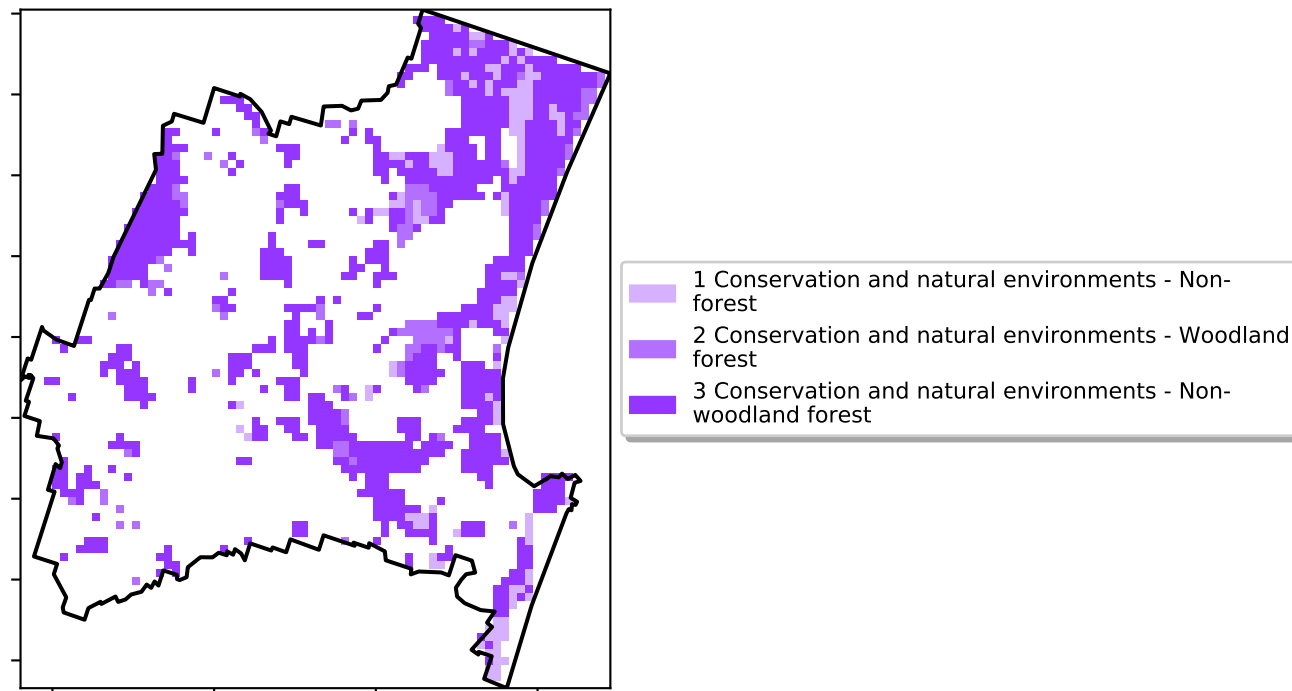 1 Conservation and natural environments - Non-
forest
2 Conservation and natural environments - Woodland
forest
3 Conservation and natural environments - Non-
woodland forest